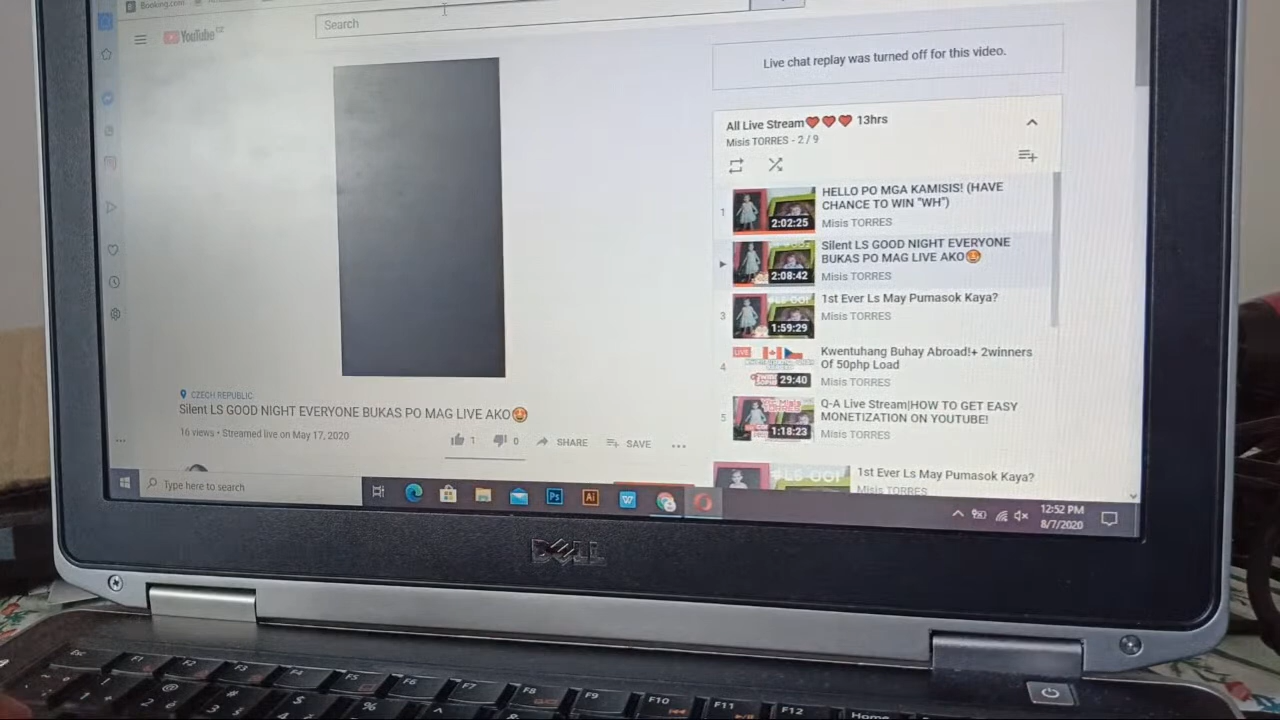 Booking.com
YouTube
Search
Live chat replay was turned off for this video.
All Live Stream❤❤❤ 13hrs
Misis TORRES - 2 / 9
1
HELLO PO MGA KAMISIS! (HAVE
CHANCE TO WIN "WH")
Misis TORRES
2:02:25
Silent LS GOOD NIGHT EVERYONE
BUKAS PO MAG LIVE AKO🤩
Misis TORRES
2:08:42
3
1st Ever Ls May Pumasok Kaya?
Misis TORRES
1:59:29
4
LIVE
Kwentuhang Buhay Abroad!+ 2winners
Of 50php Load
Misis TORRES
29:40
5
Q-A Live Stream|HOW TO GET EASY
MONETIZATION ON YOUTUBE!
Misis TORRES
1:18:23
1st Ever Ls May Pumasok Kaya?
Misis TORRES
CZECH REPUBLIC
Silent LS GOOD NIGHT EVERYONE BUKAS PO MAG LIVE AKO🤩
16 views • Streamed live on May 17, 2020
1
0
SHARE
SAVE
Type here to search
Ps
Ai
W
12:52 PM
8/7/2020
DELL
Esc
F1
F2
F3
F4
F5
F6
F7
F8
F9
F10
F11
F12
Home